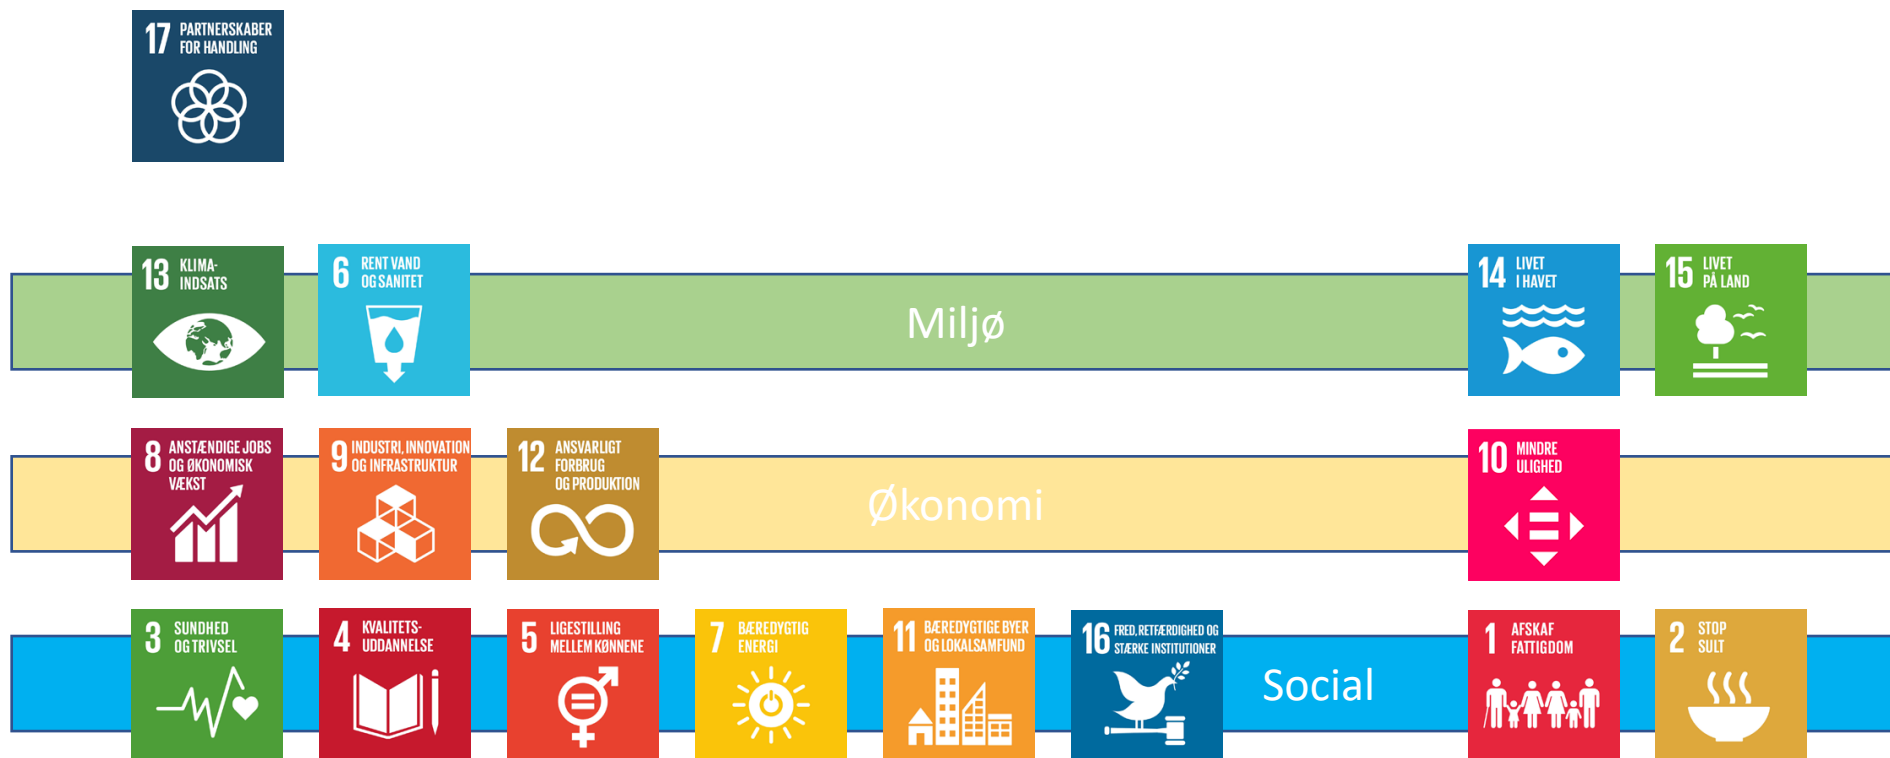 17 PARTNERSKABER
FOR HANDLING
13 KLIMA-
INDSATS
6 RENT VAND
OG SANITET
Miljø
14 LIVET
I HAVET
15 LIVET
PÅ LAND
8 ANSTÆNDIGE JOBS
OG ØKONOMISK
VÆKST
9 INDUSTRI, INNOVATION
OG INFRASTRUKTUR
12 ANSVARLIGT
FORBRUG
OG PRODUKTION
Økonomi
10 MINDRE
ULIGHED
3 SUNDHED
OG TRIVSEL
4 KVALITETS-
UDDANNELSE
5 LIGESTILLING
MELLEM KØNNENE
7 BÆREDYGTIG
ENERGI
11 BÆREDYGTIGE BYER
OG LOKALSAMFUND
16 FRED, RETFÆRDIGHED OG
STÆRKE INSTITUTIONER
Social
1 AFSKAF
FATTIGDOM
2 STOP
SULT